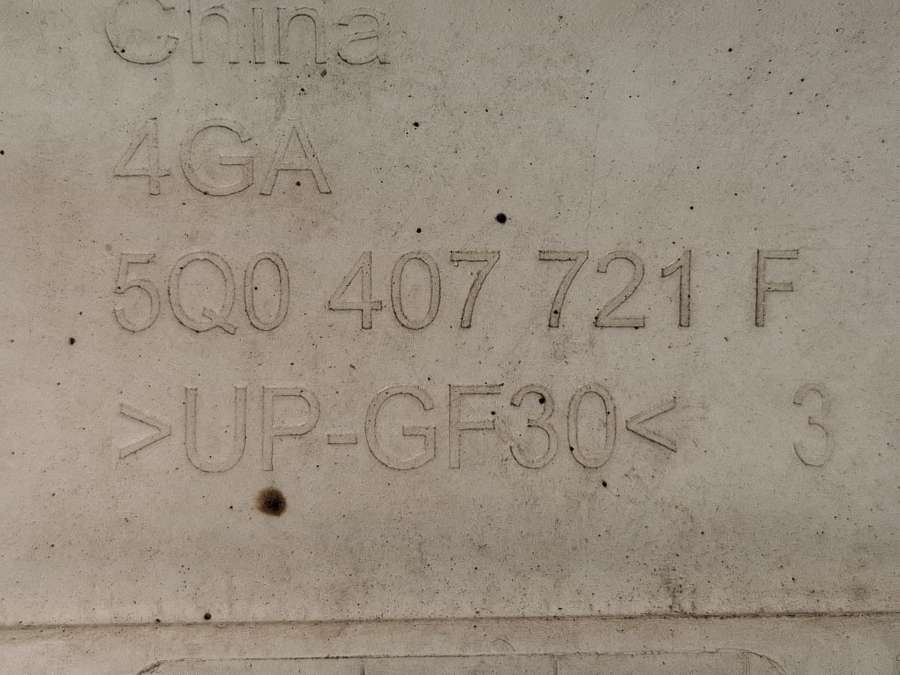 China
4GA
5Q0 407 721 F
>UP-GF30< 3